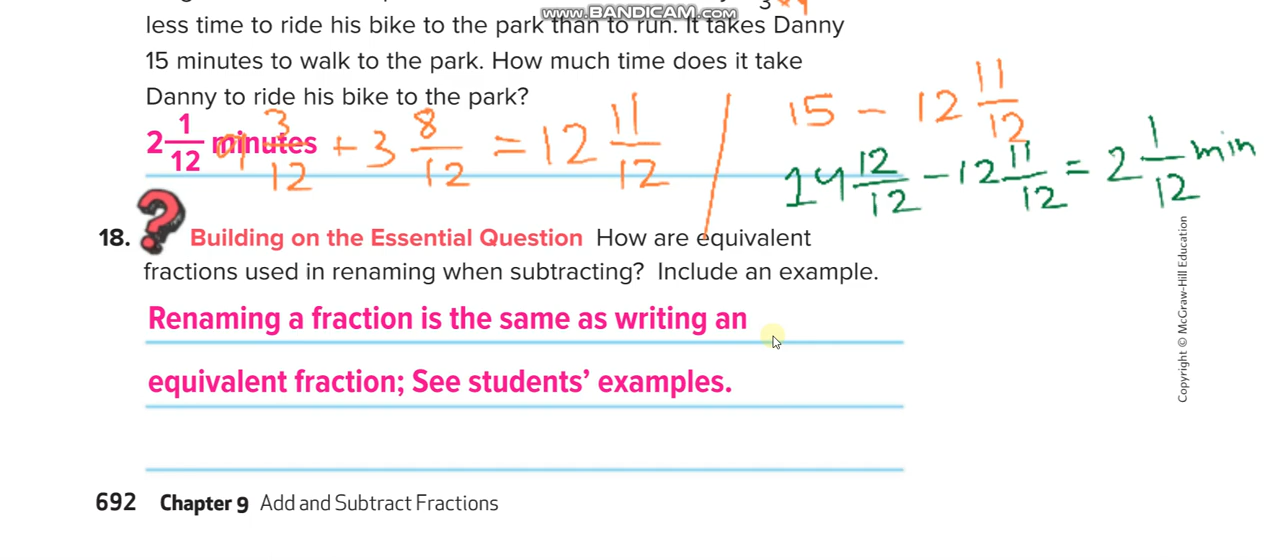 www.BANDICAM.com
less time to ride his bike to the park than to run. It takes Danny
15 minutes to walk to the park. How much time does it take
Danny to ride his bike to the park?
2 1/12 minutes
9 3/12 + 3 8/12 = 12 11/12
15 - 12 11/12
14 12/12 - 12 11/12 = 2 1/12 min
18. Building on the Essential Question How are equivalent
fractions used in renaming when subtracting? Include an example.
Renaming a fraction is the same as writing an
equivalent fraction; See students' examples.
692 Chapter 9 Add and Subtract Fractions
Copyright © McGraw-Hill Education